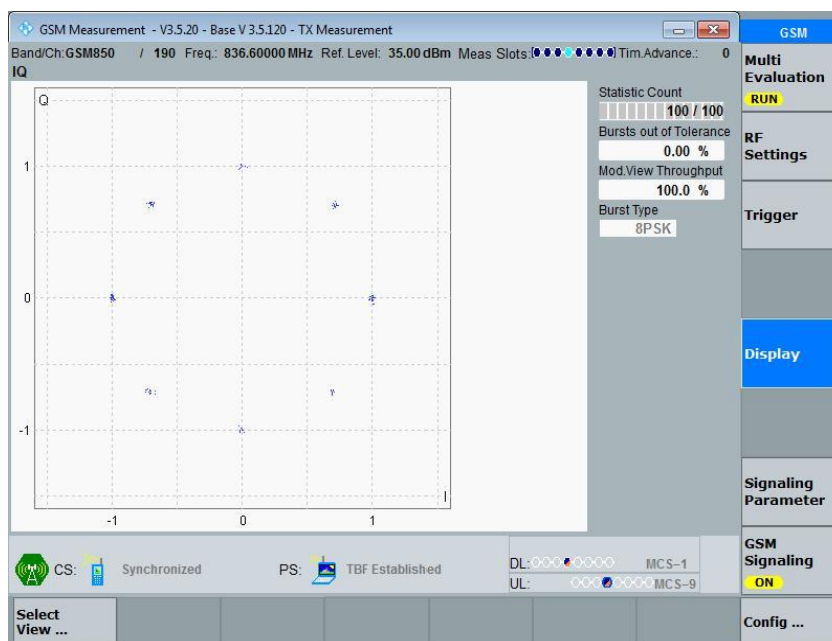 GSM Measurement - V3.5.20 - Base V 3.5.120 - TX Measurement
GSM
Band/Ch: GSM850 / 190 Freq.: 836.60000 MHz Ref. Level: 35.00 dBm Meas Slots: Tim.Advance.: 0
IQ
Multi
Evaluation
RUN
Q
Statistic Count
100 / 100
Bursts out of Tolerance
0.00 %
Mod.View Throughput
100.0 %
Burst Type
8PSK
RF
Settings
Trigger
1
0
-1
I
-1 0 1
Display
Signaling
Parameter
GSM
Signaling
ON
CS: Synchronized PS: TBF Established
DL: MCS-1
UL: MCS-9
Select
View ...
Config ...